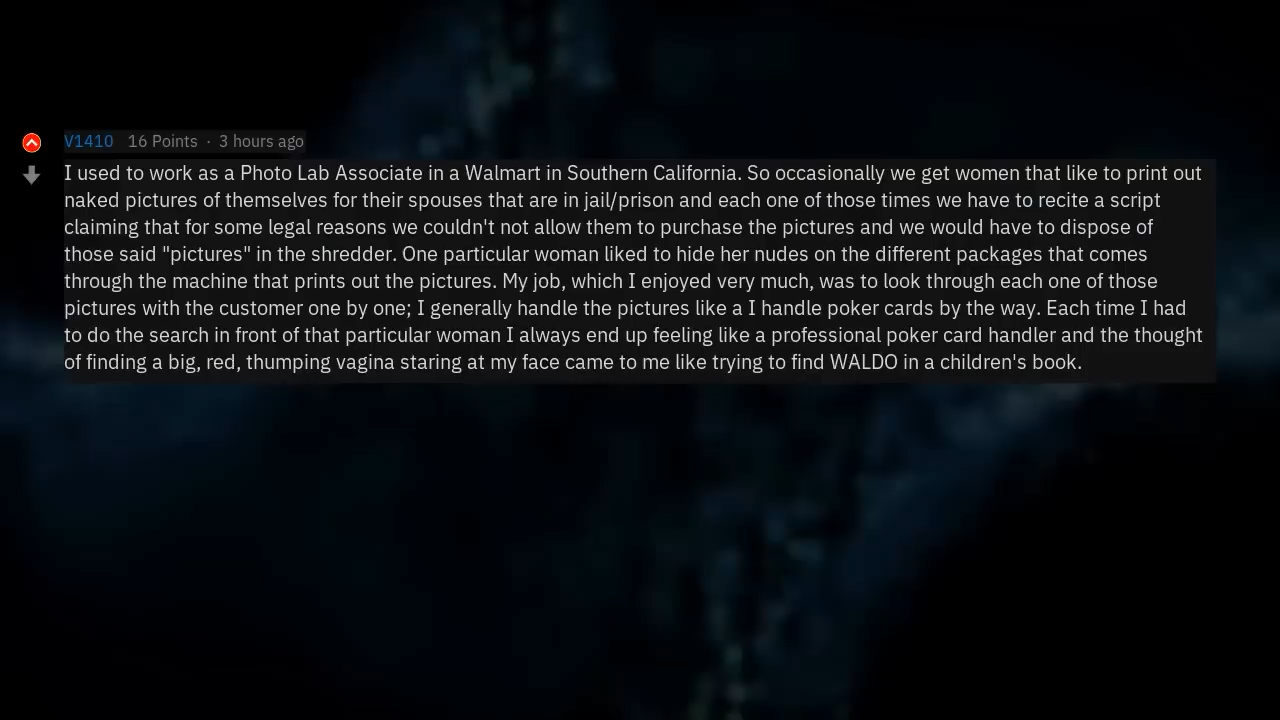 V1410 16 Points · 3 hours ago
I used to work as a Photo Lab Associate in a Walmart in Southern California. So occasionally we get women that like to print out
naked pictures of themselves for their spouses that are in jail/prison and each one of those times we have to recite a script
claiming that for some legal reasons we couldn't not allow them to purchase the pictures and we would have to dispose of
those said "pictures" in the shredder. One particular woman liked to hide her nudes on the different packages that comes
through the machine that prints out the pictures. My job, which I enjoyed very much, was to look through each one of those
pictures with the customer one by one; I generally handle the pictures like a I handle poker cards by the way. Each time I had
to do the search in front of that particular woman I always end up feeling like a professional poker card handler and the thought
of finding a big, red, thumping vagina staring at my face came to me like trying to find WALDO in a children's book.